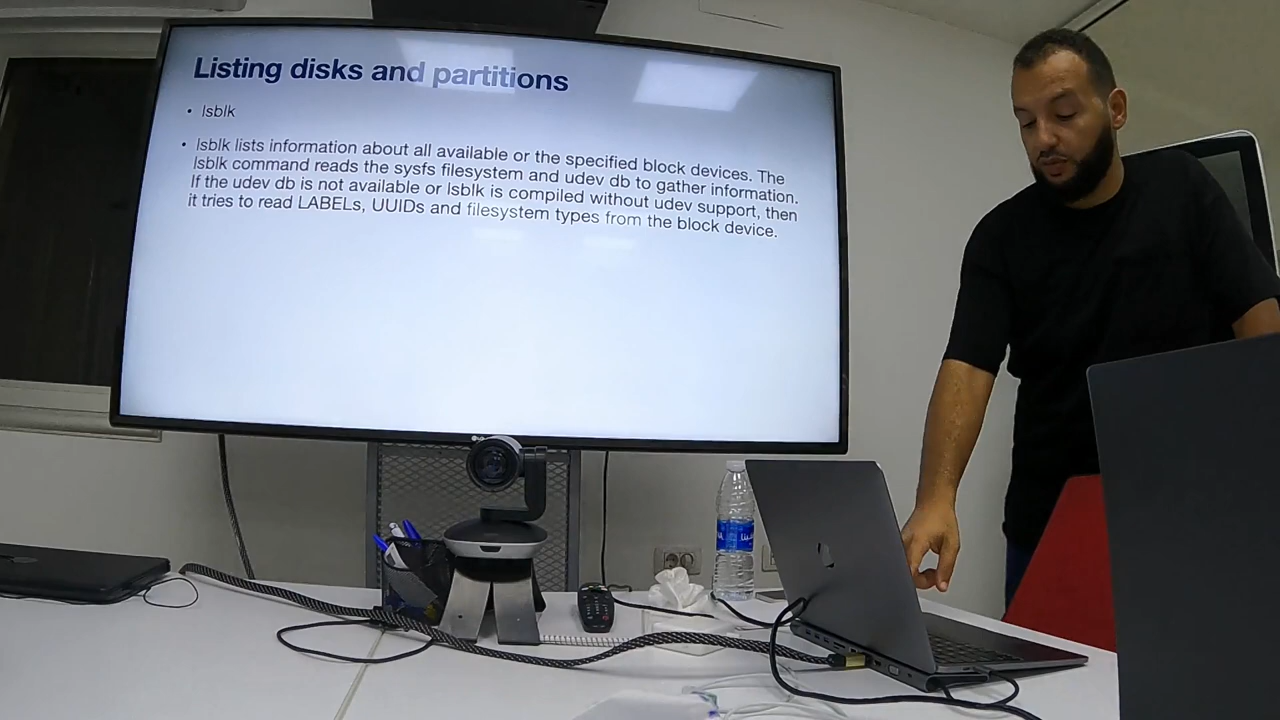 Listing disks and partitions
• lsblk
• lsblk lists information about all available or the specified block devices. The
lsblk command reads the sysfs filesystem and udev db to gather information.
If the udev db is not available or lsblk is compiled without udev support, then
it tries to read LABELs, UUIDs and filesystem types from the block device.